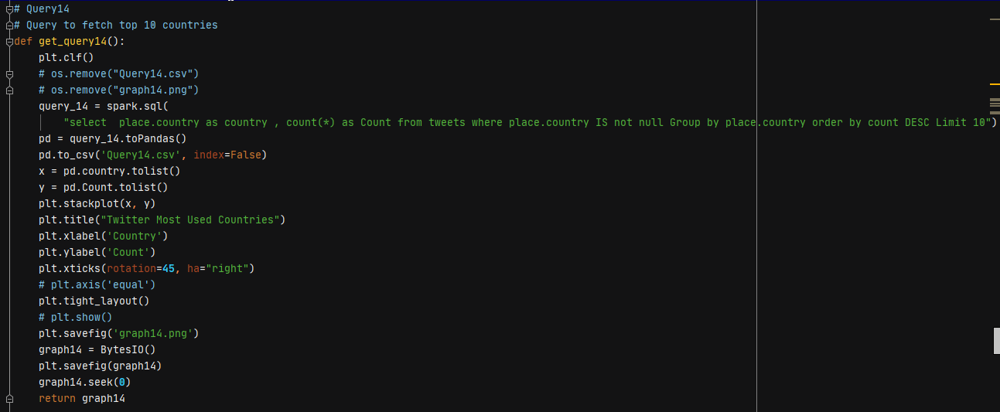 # Query14
# Query to fetch top 10 countries
def get_query14():
    plt.clf()
    # os.remove("Query14.csv")
    # os.remove("graph14.png")
    query_14 = spark.sql(
        "select  place.country as country , count(*) as Count from tweets where place.country IS not null Group by place.country order by count DESC Limit 10")
    pd = query_14.toPandas()
    pd.to_csv('Query14.csv', index=False)
    x = pd.country.tolist()
    y = pd.Count.tolist()
    plt.stackplot(x, y)
    plt.title("Twitter Most Used Countries")
    plt.xlabel('Country')
    plt.ylabel('Count')
    plt.xticks(rotation=45, ha="right")
    # plt.axis('equal')
    plt.tight_layout()
    # plt.show()
    plt.savefig('graph14.png')
    graph14 = BytesIO()
    plt.savefig(graph14)
    graph14.seek(0)
    return graph14